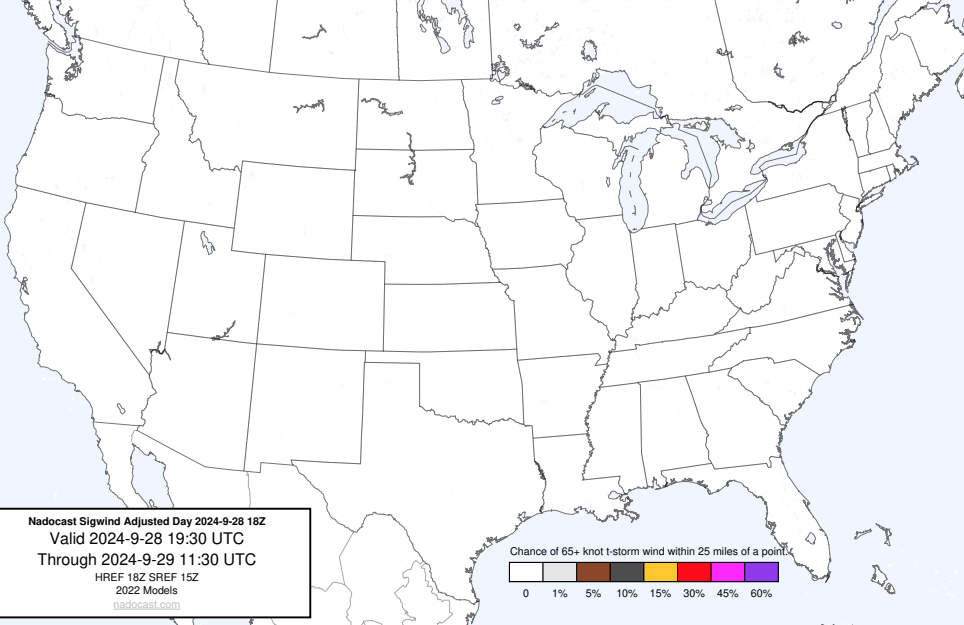 Nadocast Sigwind Adjusted Day 2024-9-28 18Z
Valid 2024-9-28 19:30 UTC
Through 2024-9-29 11:30 UTC
HREF 18Z SREF 15Z
2022 Models
nadocast.com
Chance of 65+ knot t-storm wind within 25 miles of a point.
0 1% 5% 10% 15% 30% 45% 60%